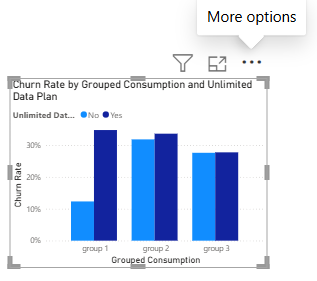 More options
Churn Rate by Grouped Consumption and Unlimited
Data Plan
Unlimited Dat... No Yes
30%
20%
10%
0%
Churn Rate
group 1 group 2 group 3
Grouped Consumption